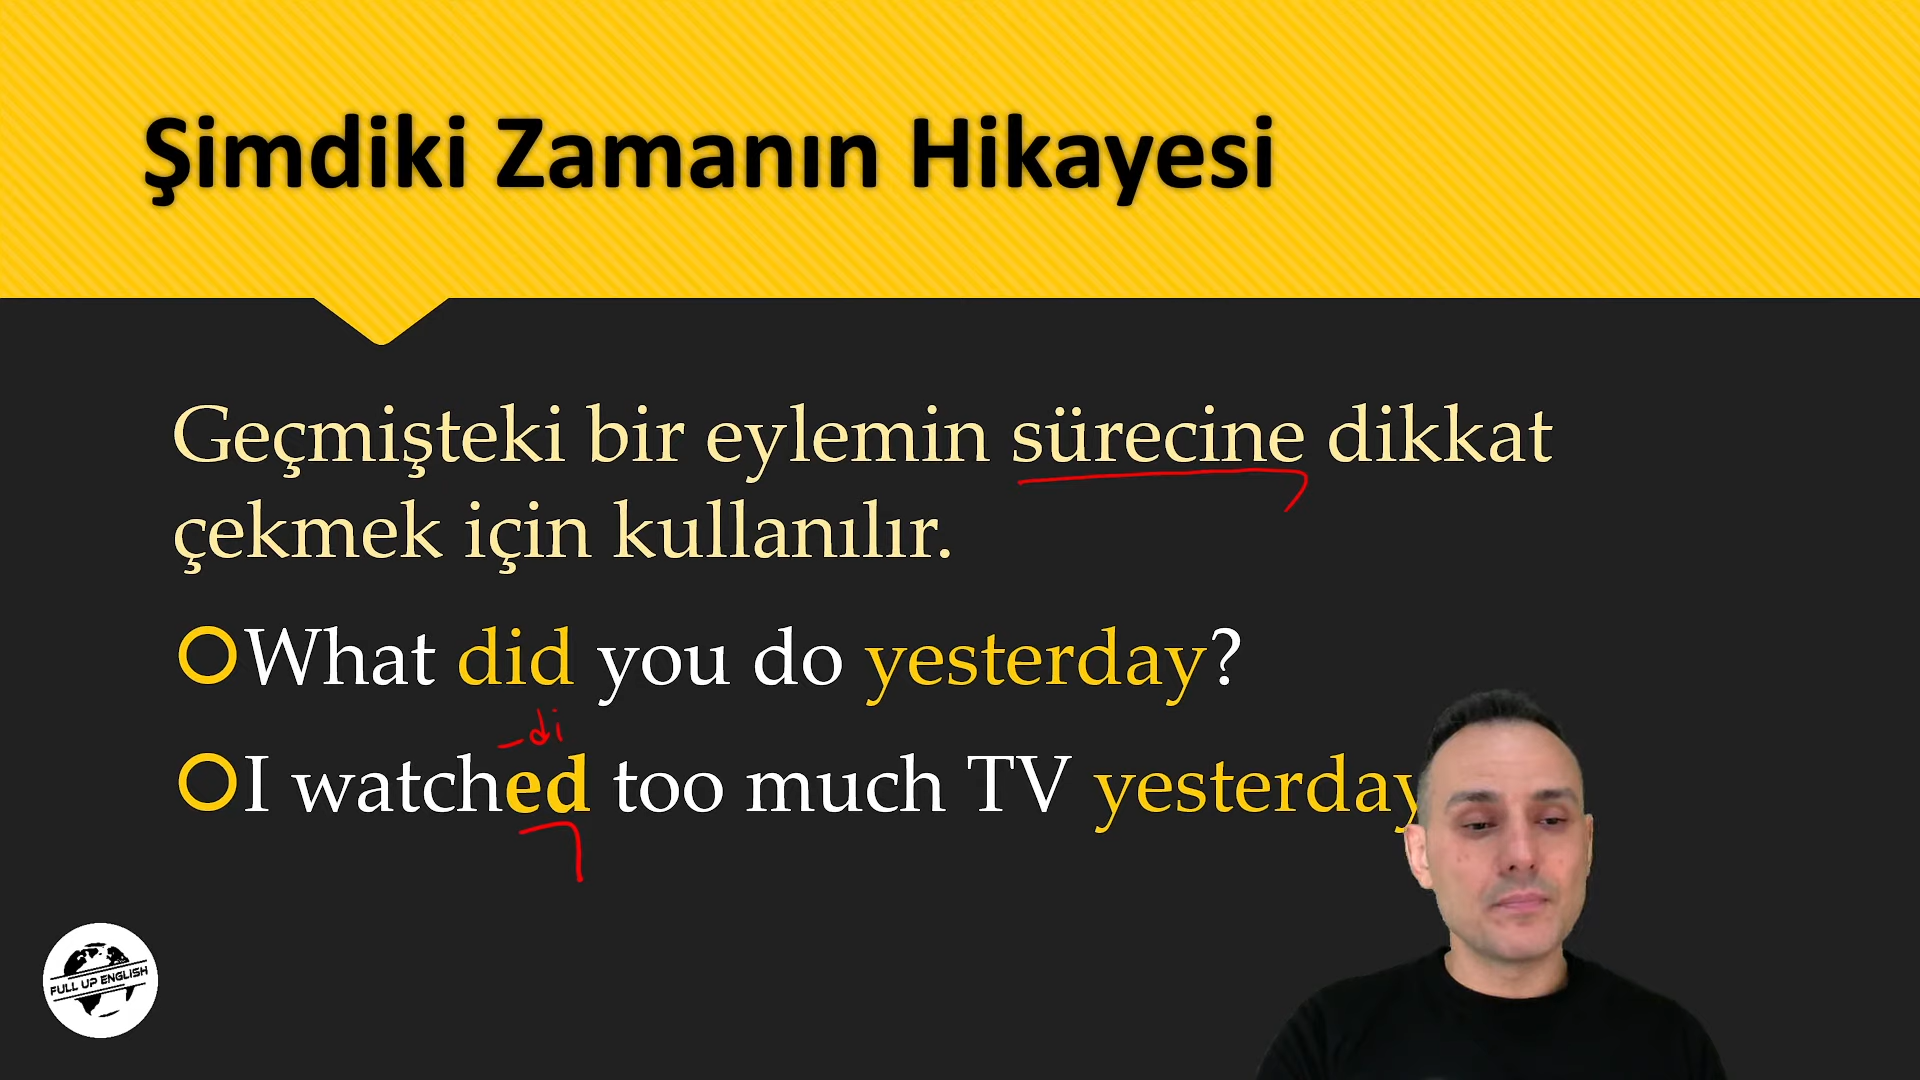 Şimdiki Zamanın Hikayesi
Geçmişteki bir eylemin sürecine dikkat
çekmek için kullanılır.
What did you do yesterday?
-di
I watched too much TV yesterday
FULL UP ENGLISH